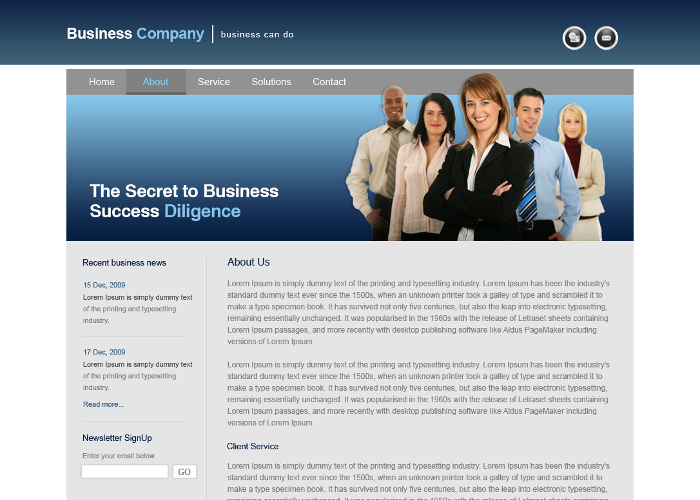 Business Company business can do
Home About Service Solutions Contact
The Secret to Business
Success Diligence
Recent business news
15 Dec, 2009
Lorem Ipsum is simply dummy text
of the printing and typesetting
industry.
17 Dec, 2009
Lorem Ipsum is simply dummy text
of the printing and typesetting
industry.
Read more...
Newsletter SignUp
Enter your email below
GO
About Us
Lorem Ipsum is simply dummy text of the printing and typesetting industry. Lorem Ipsum has been the industry's
standard dummy text ever since the 1500s, when an unknown printer took a galley of type and scrambled it to
make a type specimen book. It has survived not only five centuries, but also the leap into electronic typesetting,
remaining essentially unchanged. It was popularised in the 1960s with the release of Letraset sheets containing
Lorem Ipsum passages, and more recently with desktop publishing software like Aldus PageMaker including
versions of Lorem Ipsum.
Lorem Ipsum is simply dummy text of the printing and typesetting industry. Lorem Ipsum has been the industry's
standard dummy text ever since the 1500s, when an unknown printer took a galley of type and scrambled it to
make a type specimen book. It has survived not only five centuries, but also the leap into electronic typesetting,
remaining essentially unchanged. It was popularised in the 1960s with the release of Letraset sheets containing
Lorem Ipsum passages, and more recently with desktop publishing software like Aldus PageMaker including
versions of Lorem Ipsum.
Client Service
Lorem Ipsum is simply dummy text of the printing and typesetting industry. Lorem Ipsum has been the industry's
standard dummy text ever since the 1500s, when an unknown printer took a galley of type and scrambled it to
make a type specimen book. It has survived not only five centuries, but also the leap into electronic typesetting,